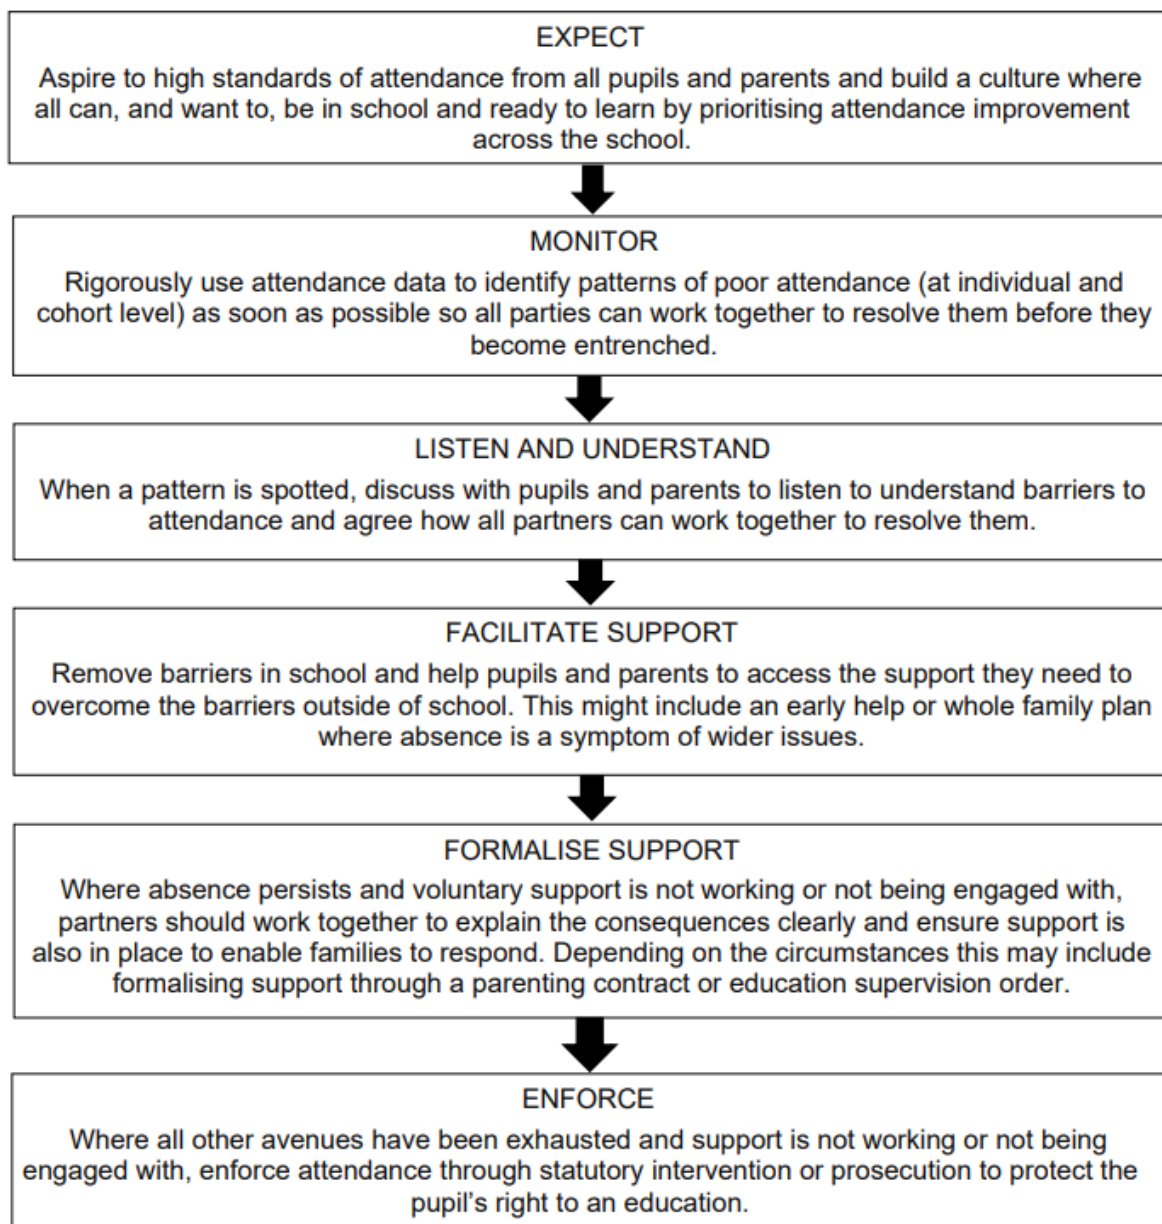 EXPECT
Aspire to high standards of attendance from all pupils and parents and build a culture where
all can, and want to, be in school and ready to learn by prioritising attendance improvement
across the school.
MONITOR
Rigorously use attendance data to identify patterns of poor attendance (at individual and
cohort level) as soon as possible so all parties can work together to resolve them before they
become entrenched.
LISTEN AND UNDERSTAND
When a pattern is spotted, discuss with pupils and parents to listen to understand barriers to
attendance and agree how all partners can work together to resolve them.
FACILITATE SUPPORT
Remove barriers in school and help pupils and parents to access the support they need to
overcome the barriers outside of school. This might include an early help or whole family plan
where absence is a symptom of wider issues.
FORMALISE SUPPORT
Where absence persists and voluntary support is not working or not being engaged with,
partners should work together to explain the consequences clearly and ensure support is
also in place to enable families to respond. Depending on the circumstances this may include
formalising support through a parenting contract or education supervision order.
ENFORCE
Where all other avenues have been exhausted and support is not working or not being
engaged with, enforce attendance through statutory intervention or prosecution to protect the
pupil’s right to an education.